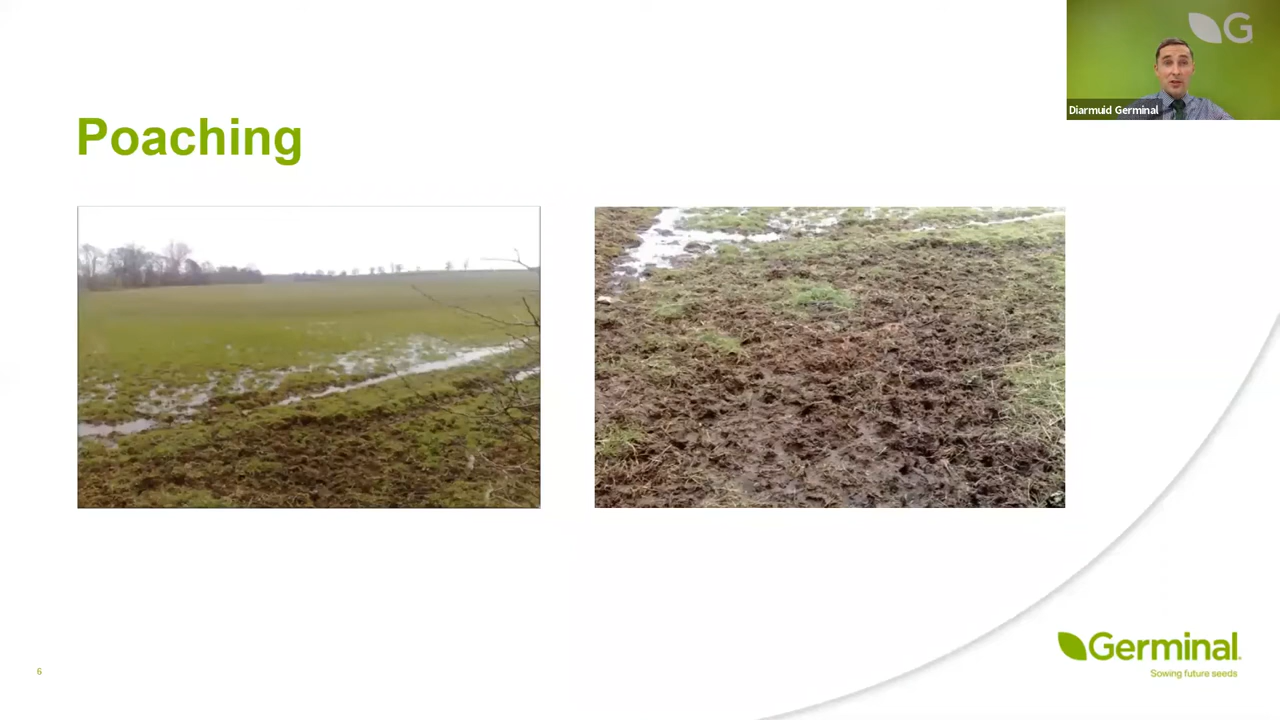 G
Diarmuid Germinal
Poaching
6
Germinal
Sowing future seeds